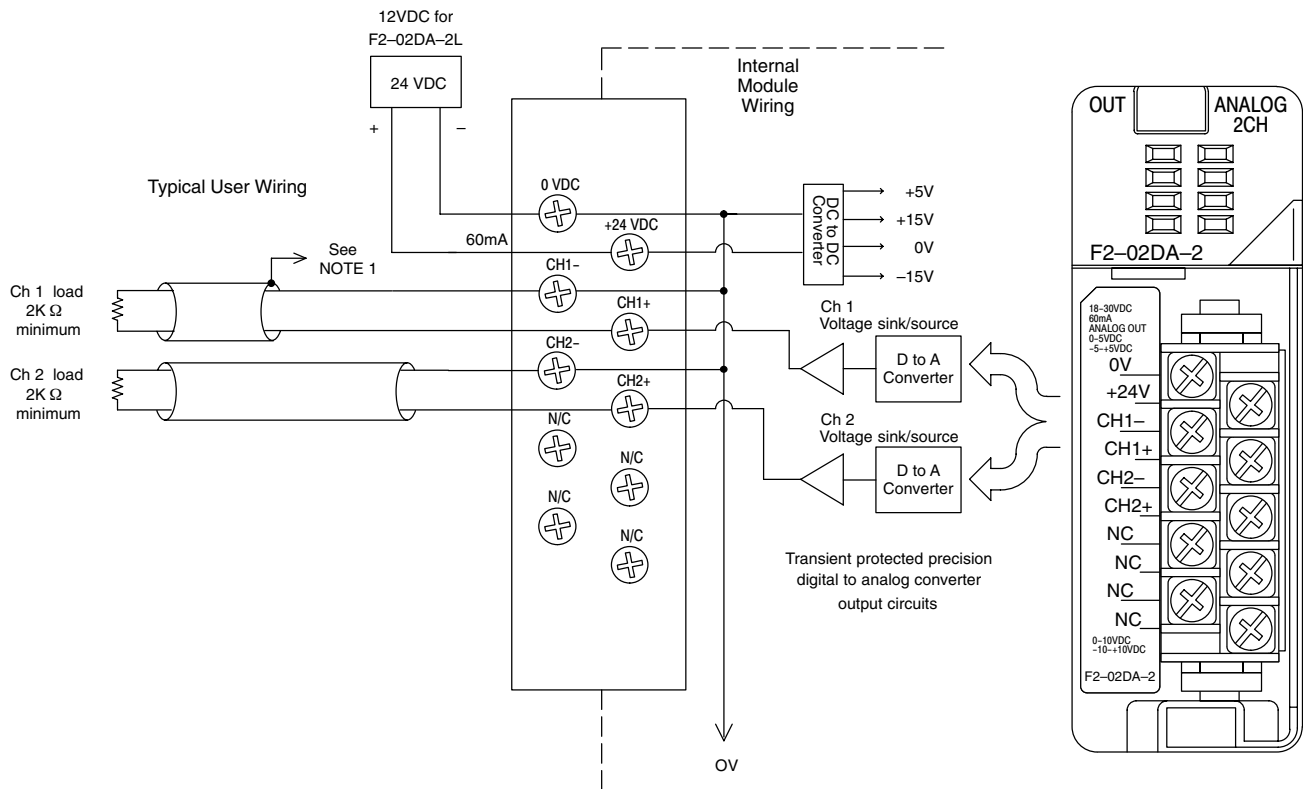 12VDC for
F2–02DA–2L
24 VDC
+
–
Internal
Module
Wiring
Typical User Wiring
0 VDC
+24 VDC
60mA
See
NOTE 1
CH1–
CH1+
CH2–
CH2+
N/C
N/C
N/C
N/C
Ch 1 load
2K Ω
minimum
Ch 2 load
2K Ω
minimum
DC to DC
Converter
+5V
+15V
0V
–15V
Ch 1
Voltage sink/source
D to A
Converter
Ch 2
Voltage sink/source
D to A
Converter
Transient protected precision
digital to analog converter
output circuits
OV
OUT
ANALOG
2CH
F2–02DA–2
18–30VDC
60mA
ANALOG OUT
0–5VDC
–5–+5VDC
0V
+24V
CH1–
CH1+
CH2–
CH2+
NC
NC
NC
NC
0–10VDC
–10–+10VDC
F2–02DA–2